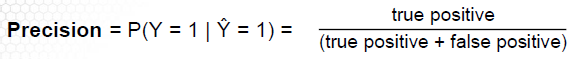 Precision = P(Y = 1 | Ŷ = 1) = true positive
(true positive + false positive)